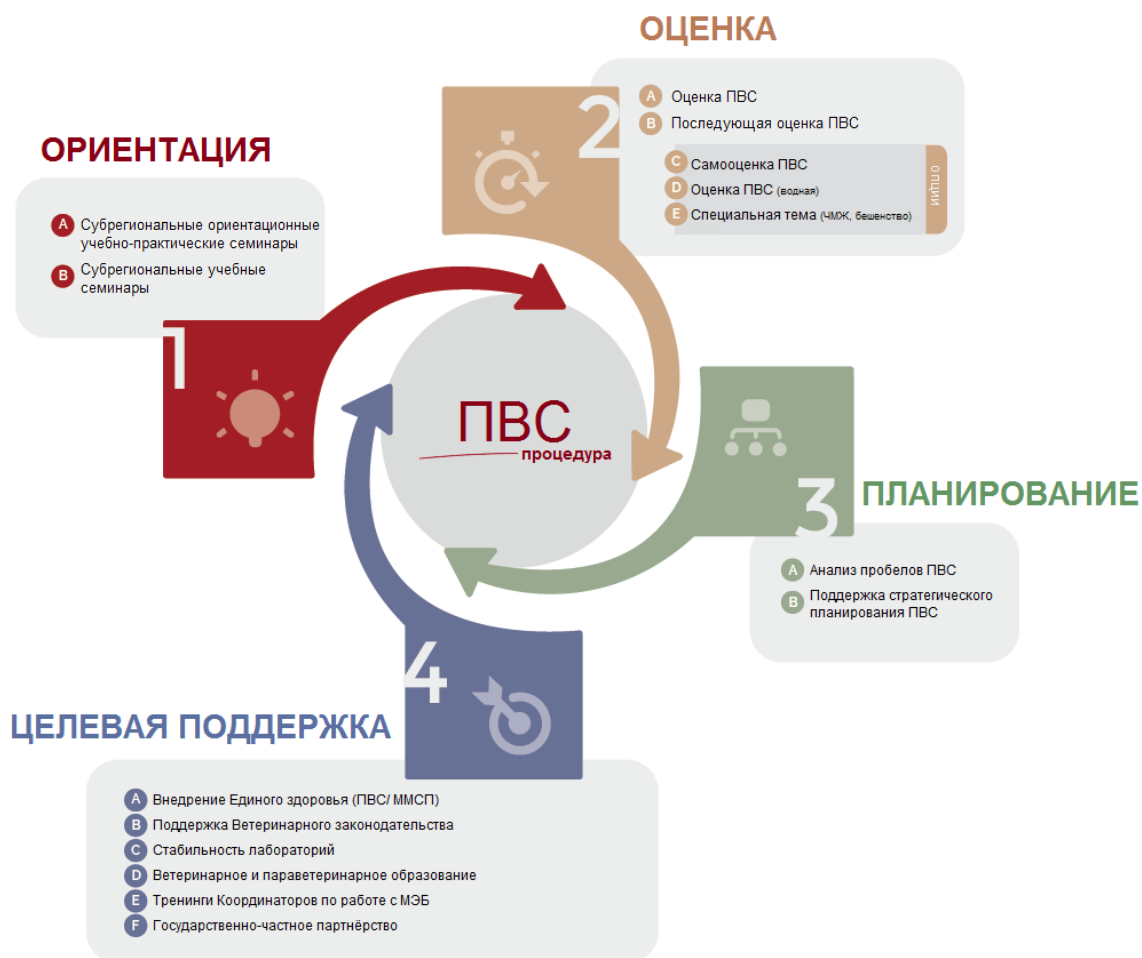 ОРИЕНТАЦИЯ
1
A Субрегиональные ориентационные
учебно-практические семинары
B Субрегиональные учебные
семинары
ОЦЕНКА
2
A Оценка ПВС
B Последующая оценка ПВС
C Самооценка ПВС
D Оценка ПВС (водная)
E Специальная тема (ЧМЖ, бешенство)
опции
ПВС
процедура
ПЛАНИРОВАНИЕ
3
A Анализ пробелов ПВС
B Поддержка стратегического
планирования ПВС
ЦЕЛЕВАЯ ПОДДЕРЖКА
4
A Внедрение Единого здоровья (ПВС/ ММСП)
B Поддержка Ветеринарного законодательства
C Стабильность лабораторий
D Ветеринарное и параветеринарное образование
E Тренинги Координаторов по работе с МЭБ
F Государственно-частное партнёрство